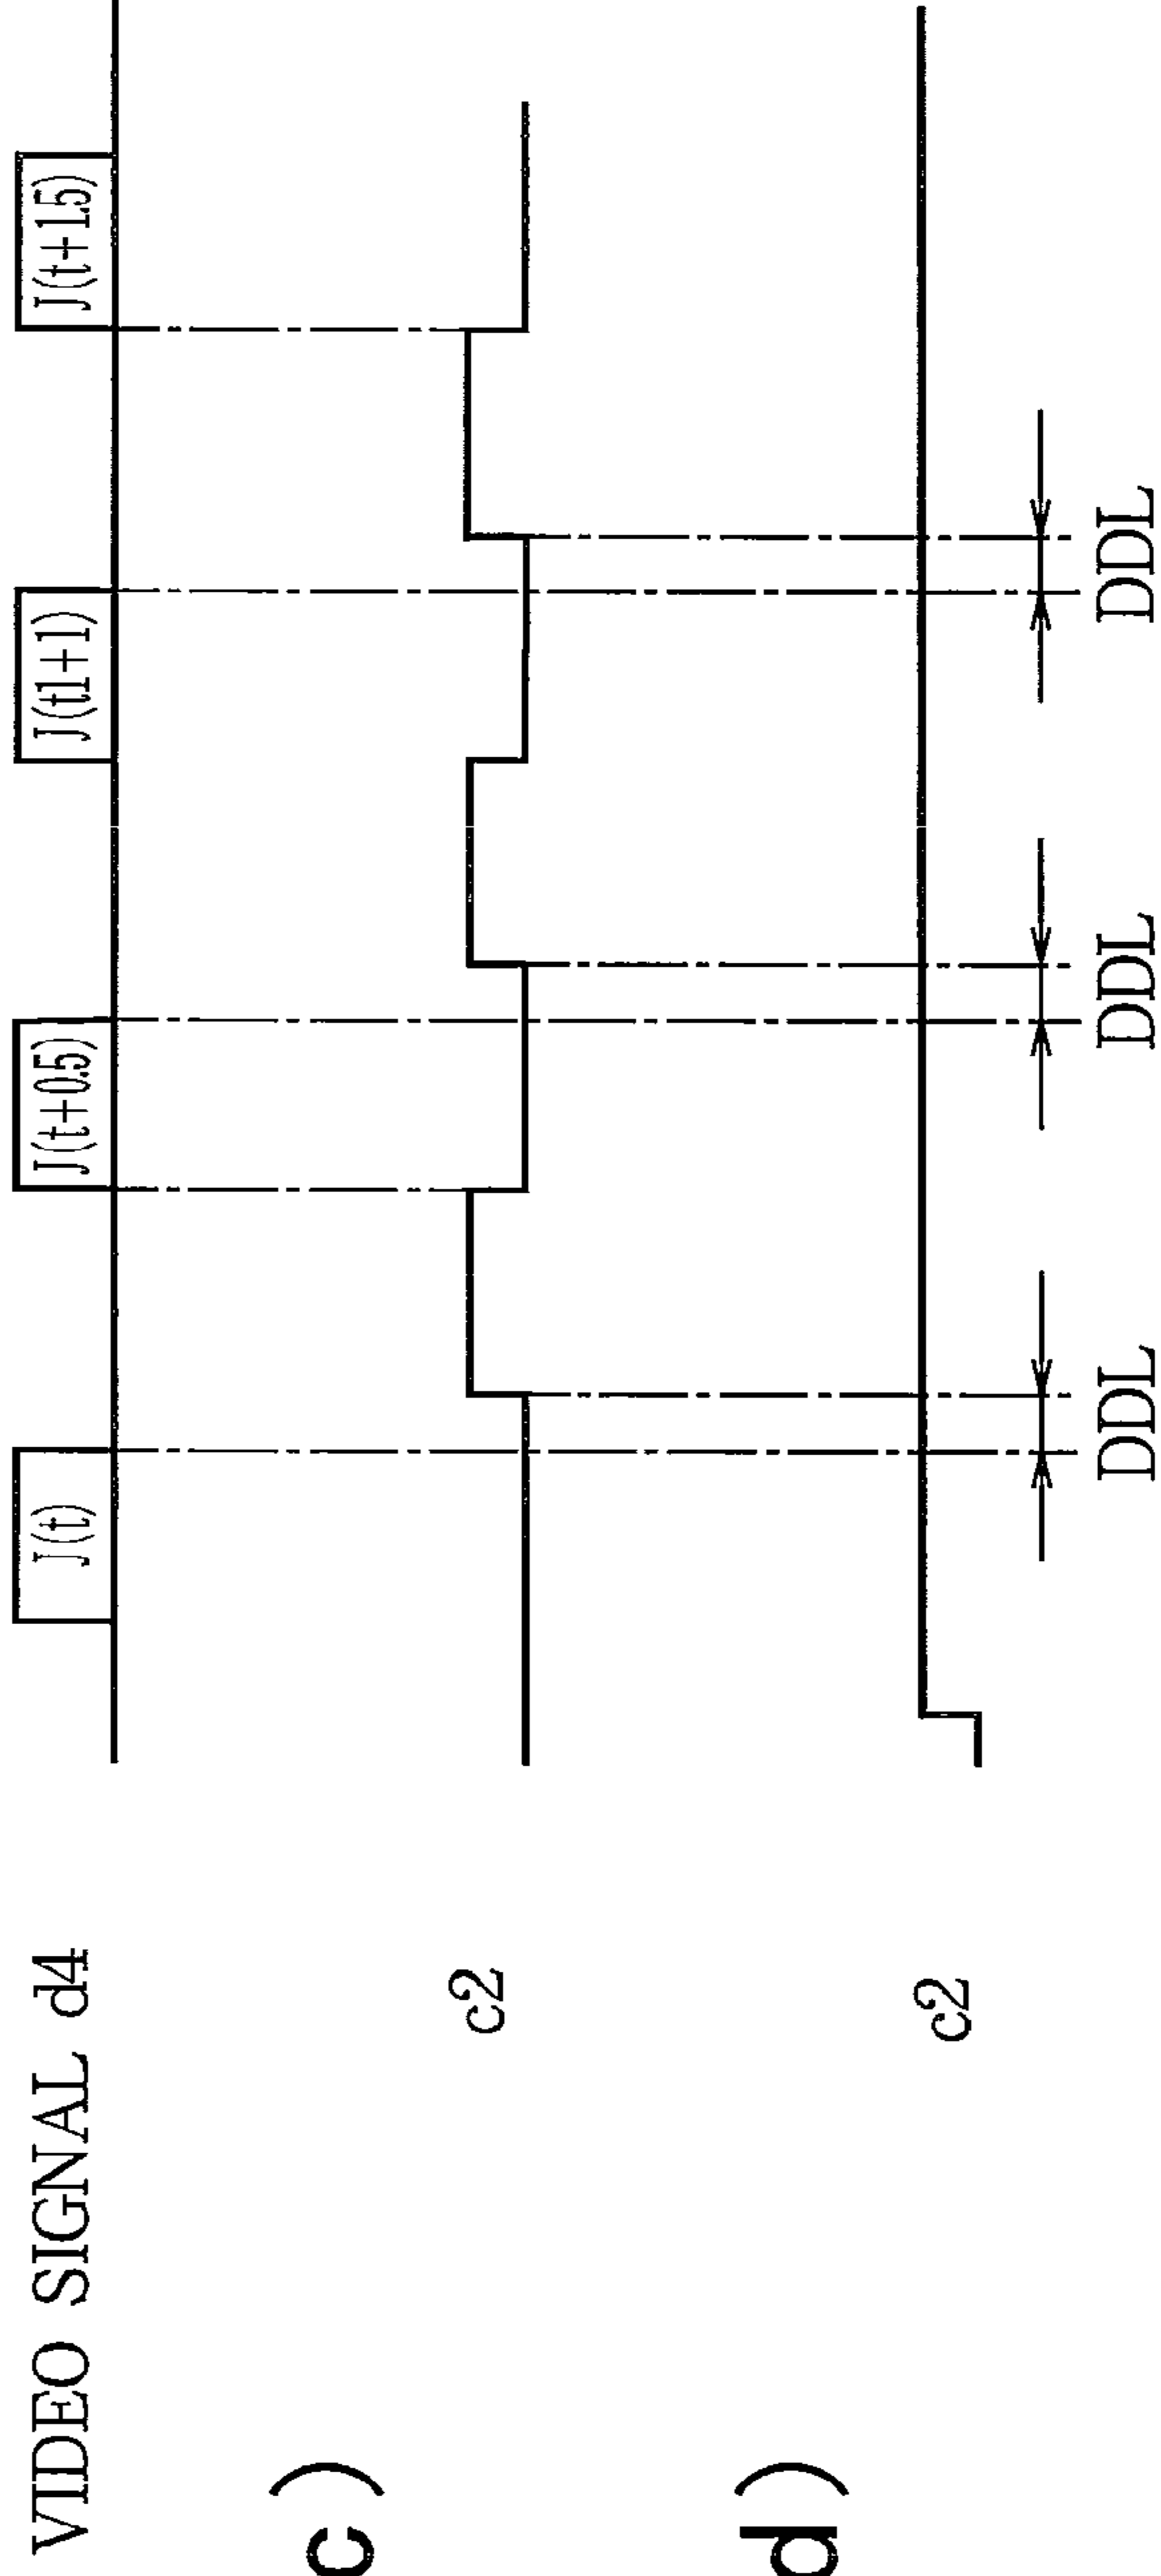 VIDEO SIGNAL d4
J(t)
J(t+0.5)
J(t1+1)
J(t+1.5)
c)
c2
d)
c2
DDL
DDL
DDL